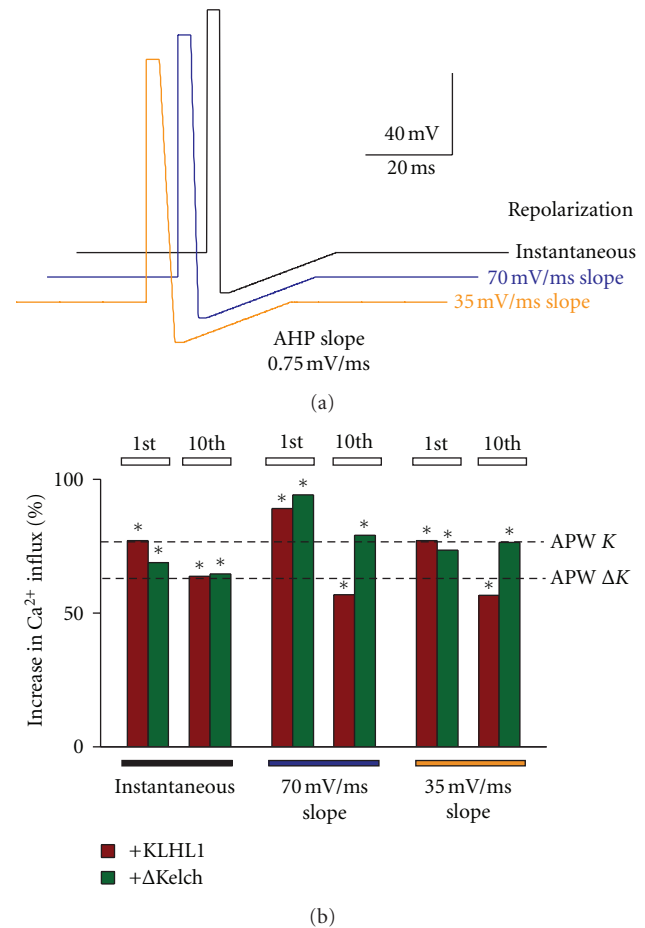 40 mV
20 ms
Repolarization
Instantaneous
70 mV/ms slope
35 mV/ms slope
AHP slope
0.75 mV/ms
(a)
1st
10th
1st
10th
1st
10th
Increase in Ca²⁺ influx (%)
100
50
0
* * * * * * * * * * * *
APW K
APW ΔK
Instantaneous
70 mV/ms
slope
35 mV/ms
slope
+KLHL1
+ΔKelch
(b)